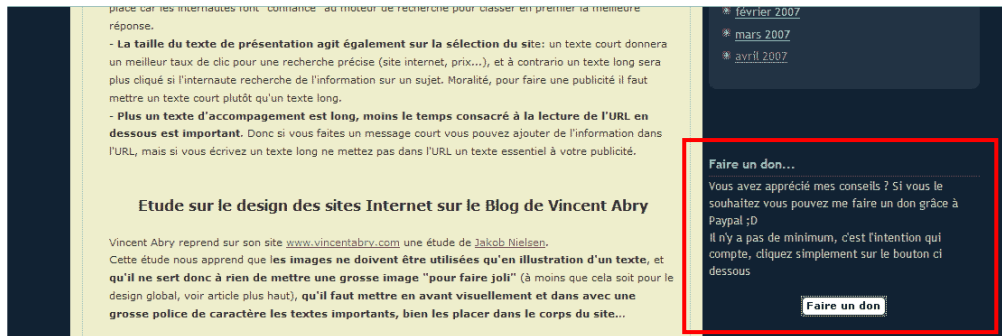 place car les internautes font "confiance" au moteur de recherche pour classer en premier la meilleure
réponse.
- La taille du texte de présentation agit également sur la sélection du site: un texte court donnera
un meilleur taux de clic pour une recherche précise (site internet, prix...), et à contrario un texte long sera
plus cliqué si l'internaute recherche de l'information sur un sujet. Moralité, pour faire une publicité il faut
mettre un texte court plutôt qu'un texte long.
- Plus un texte d'accompagnement est long, moins le temps consacré à la lecture de l'URL en
dessous est important. Donc si vous faites un message court vous pouvez ajouter de l'information dans
l'URL, mais si vous écrivez un texte long ne mettez pas dans l'URL un texte essentiel à votre publicité.
Etude sur le design des sites Internet sur le Blog de Vincent Abry
Vincent Abry reprend sur son site www.vincentabry.com une étude de Jakob Nielsen.
Cette étude nous apprend que les images ne doivent être utilisées qu'en illustration d'un texte, et
qu'il ne sert donc à rien de mettre une grosse image "pour faire joli" (à moins que cela soit pour le
design global, voir article plus haut), qu'il faut mettre en avant visuellement et dans avec une
grosse police de caractère les textes importants, bien les placer dans le corps du site...
février 2007
mars 2007
avril 2007
Faire un don...
Vous avez apprécié mes conseils ? Si vous le
souhaitez vous pouvez me faire un don grâce à
Paypal ;D
Il n'y a pas de minimum, c'est l'intention qui
compte, cliquez simplement sur le bouton ci
dessous
Faire un don